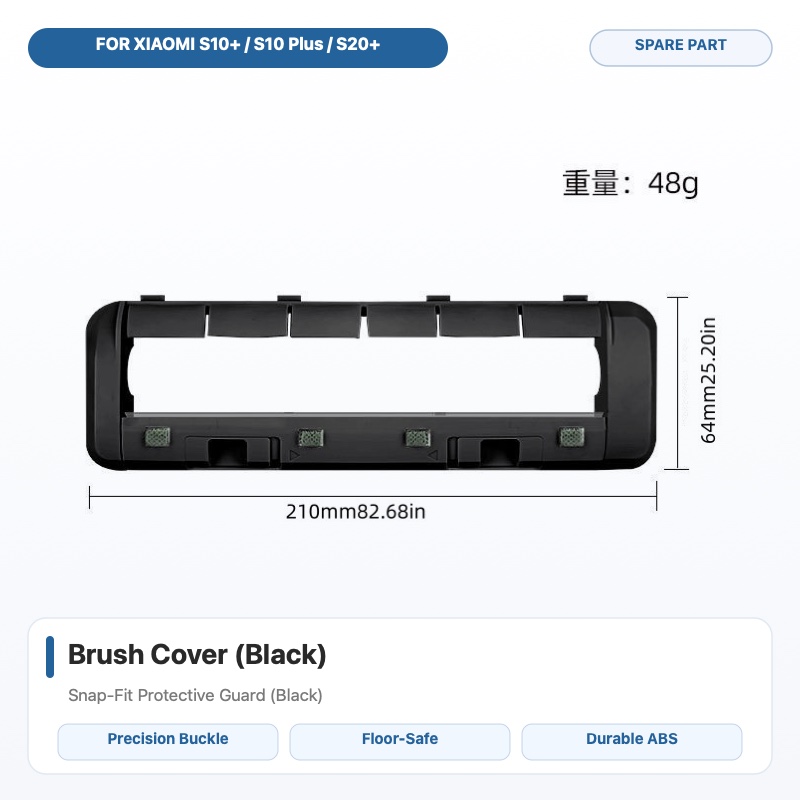 FOR XIAOMI S10+ / S10 Plus / S20+
SPARE PART
重量：48g
64mm25.20in
210mm82.68in
Brush Cover (Black)
Snap-Fit Protective Guard (Black)
Precision Buckle
Floor-Safe
Durable ABS